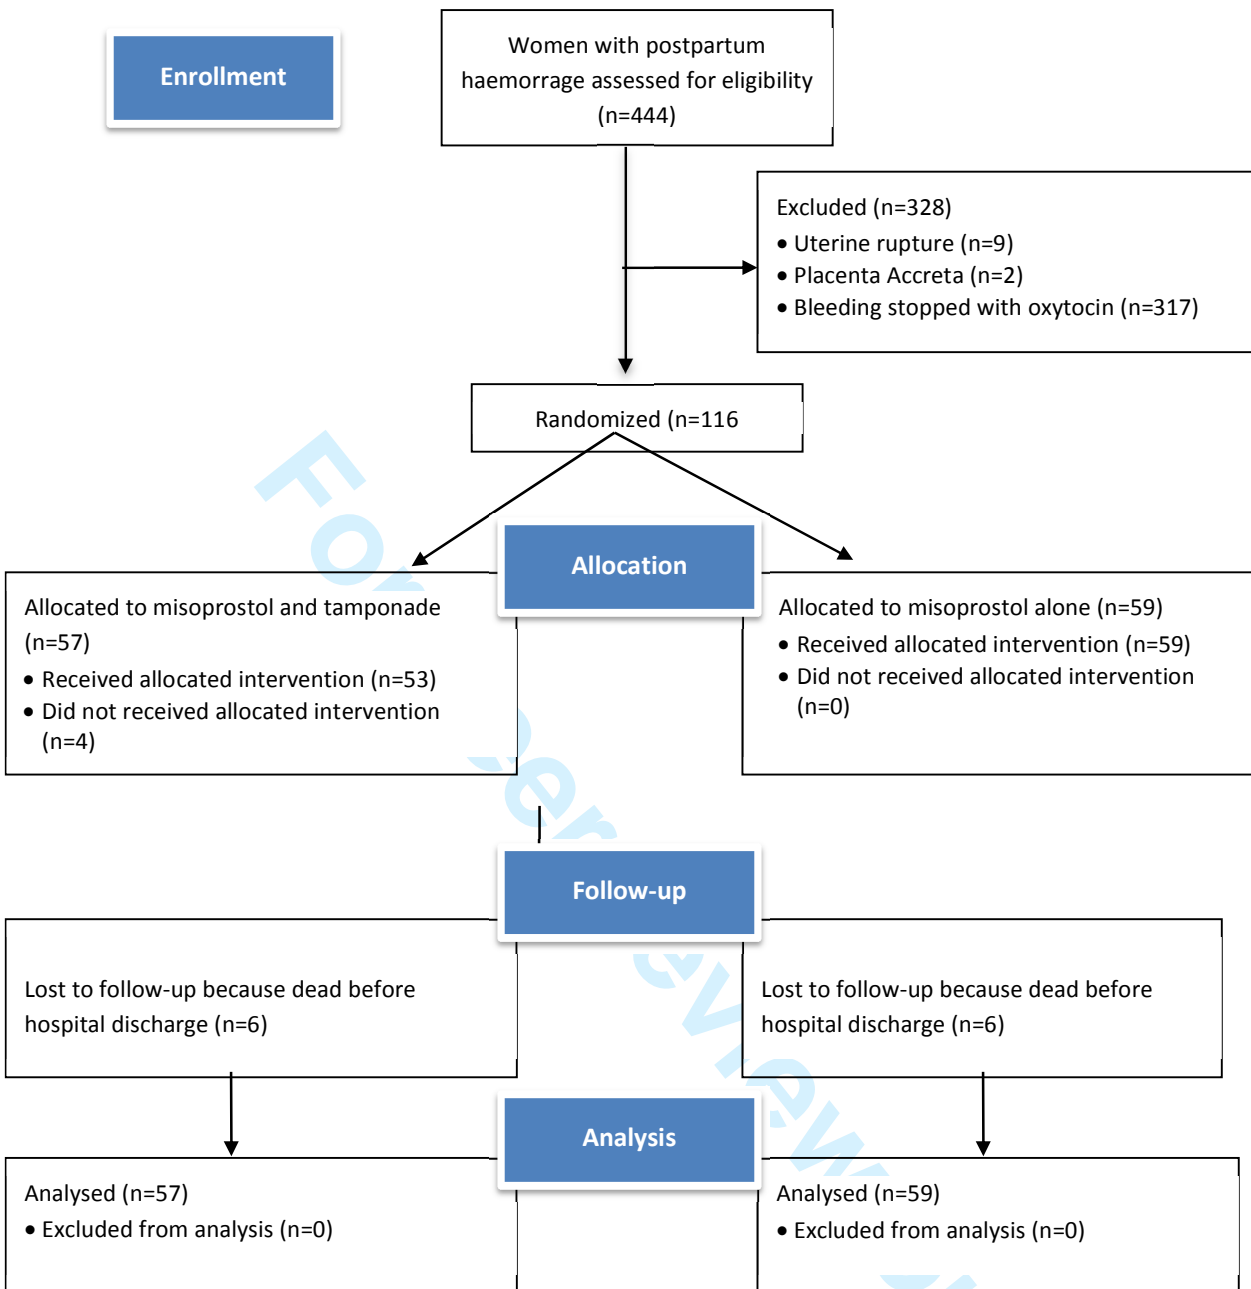 Enrollment
Women with postpartum
haemorrage assessed for eligibility
(n=444)
Excluded (n=328)
• Uterine rupture (n=9)
• Placenta Accreta (n=2)
• Bleeding stopped with oxytocin (n=317)
Randomized (n=116
Allocation
Allocated to misoprostol and tamponade
(n=57)
• Received allocated intervention (n=53)
• Did not received allocated intervention
(n=4)
Allocated to misoprostol alone (n=59)
• Received allocated intervention (n=59)
• Did not received allocated intervention
(n=0)
Follow-up
Lost to follow-up because dead before
hospital discharge (n=6)
Lost to follow-up because dead before
hospital discharge (n=6)
Analysis
Analysed (n=57)
• Excluded from analysis (n=0)
Analysed (n=59)
• Excluded from analysis (n=0)